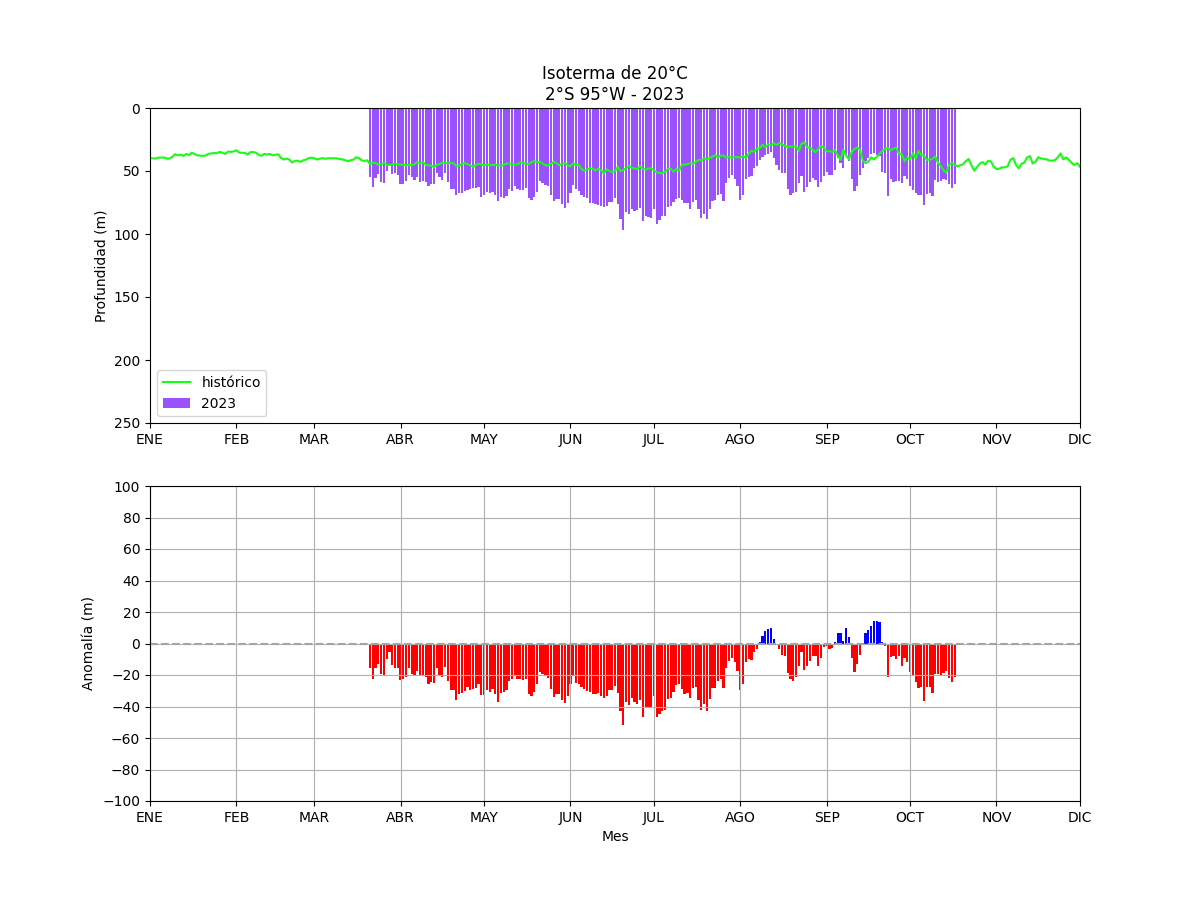 Isoterma de 20°C
2°S 95°W - 2023
Profundidad (m)
0
50
100
150
200
250
histórico
2023
ENE FEB MAR ABR MAY JUN JUL AGO SEP OCT NOV DIC
Anomalía (m)
100
80
60
40
20
0
−20
−40
−60
−80
−100
ENE FEB MAR ABR MAY JUN JUL AGO SEP OCT NOV DIC
Mes